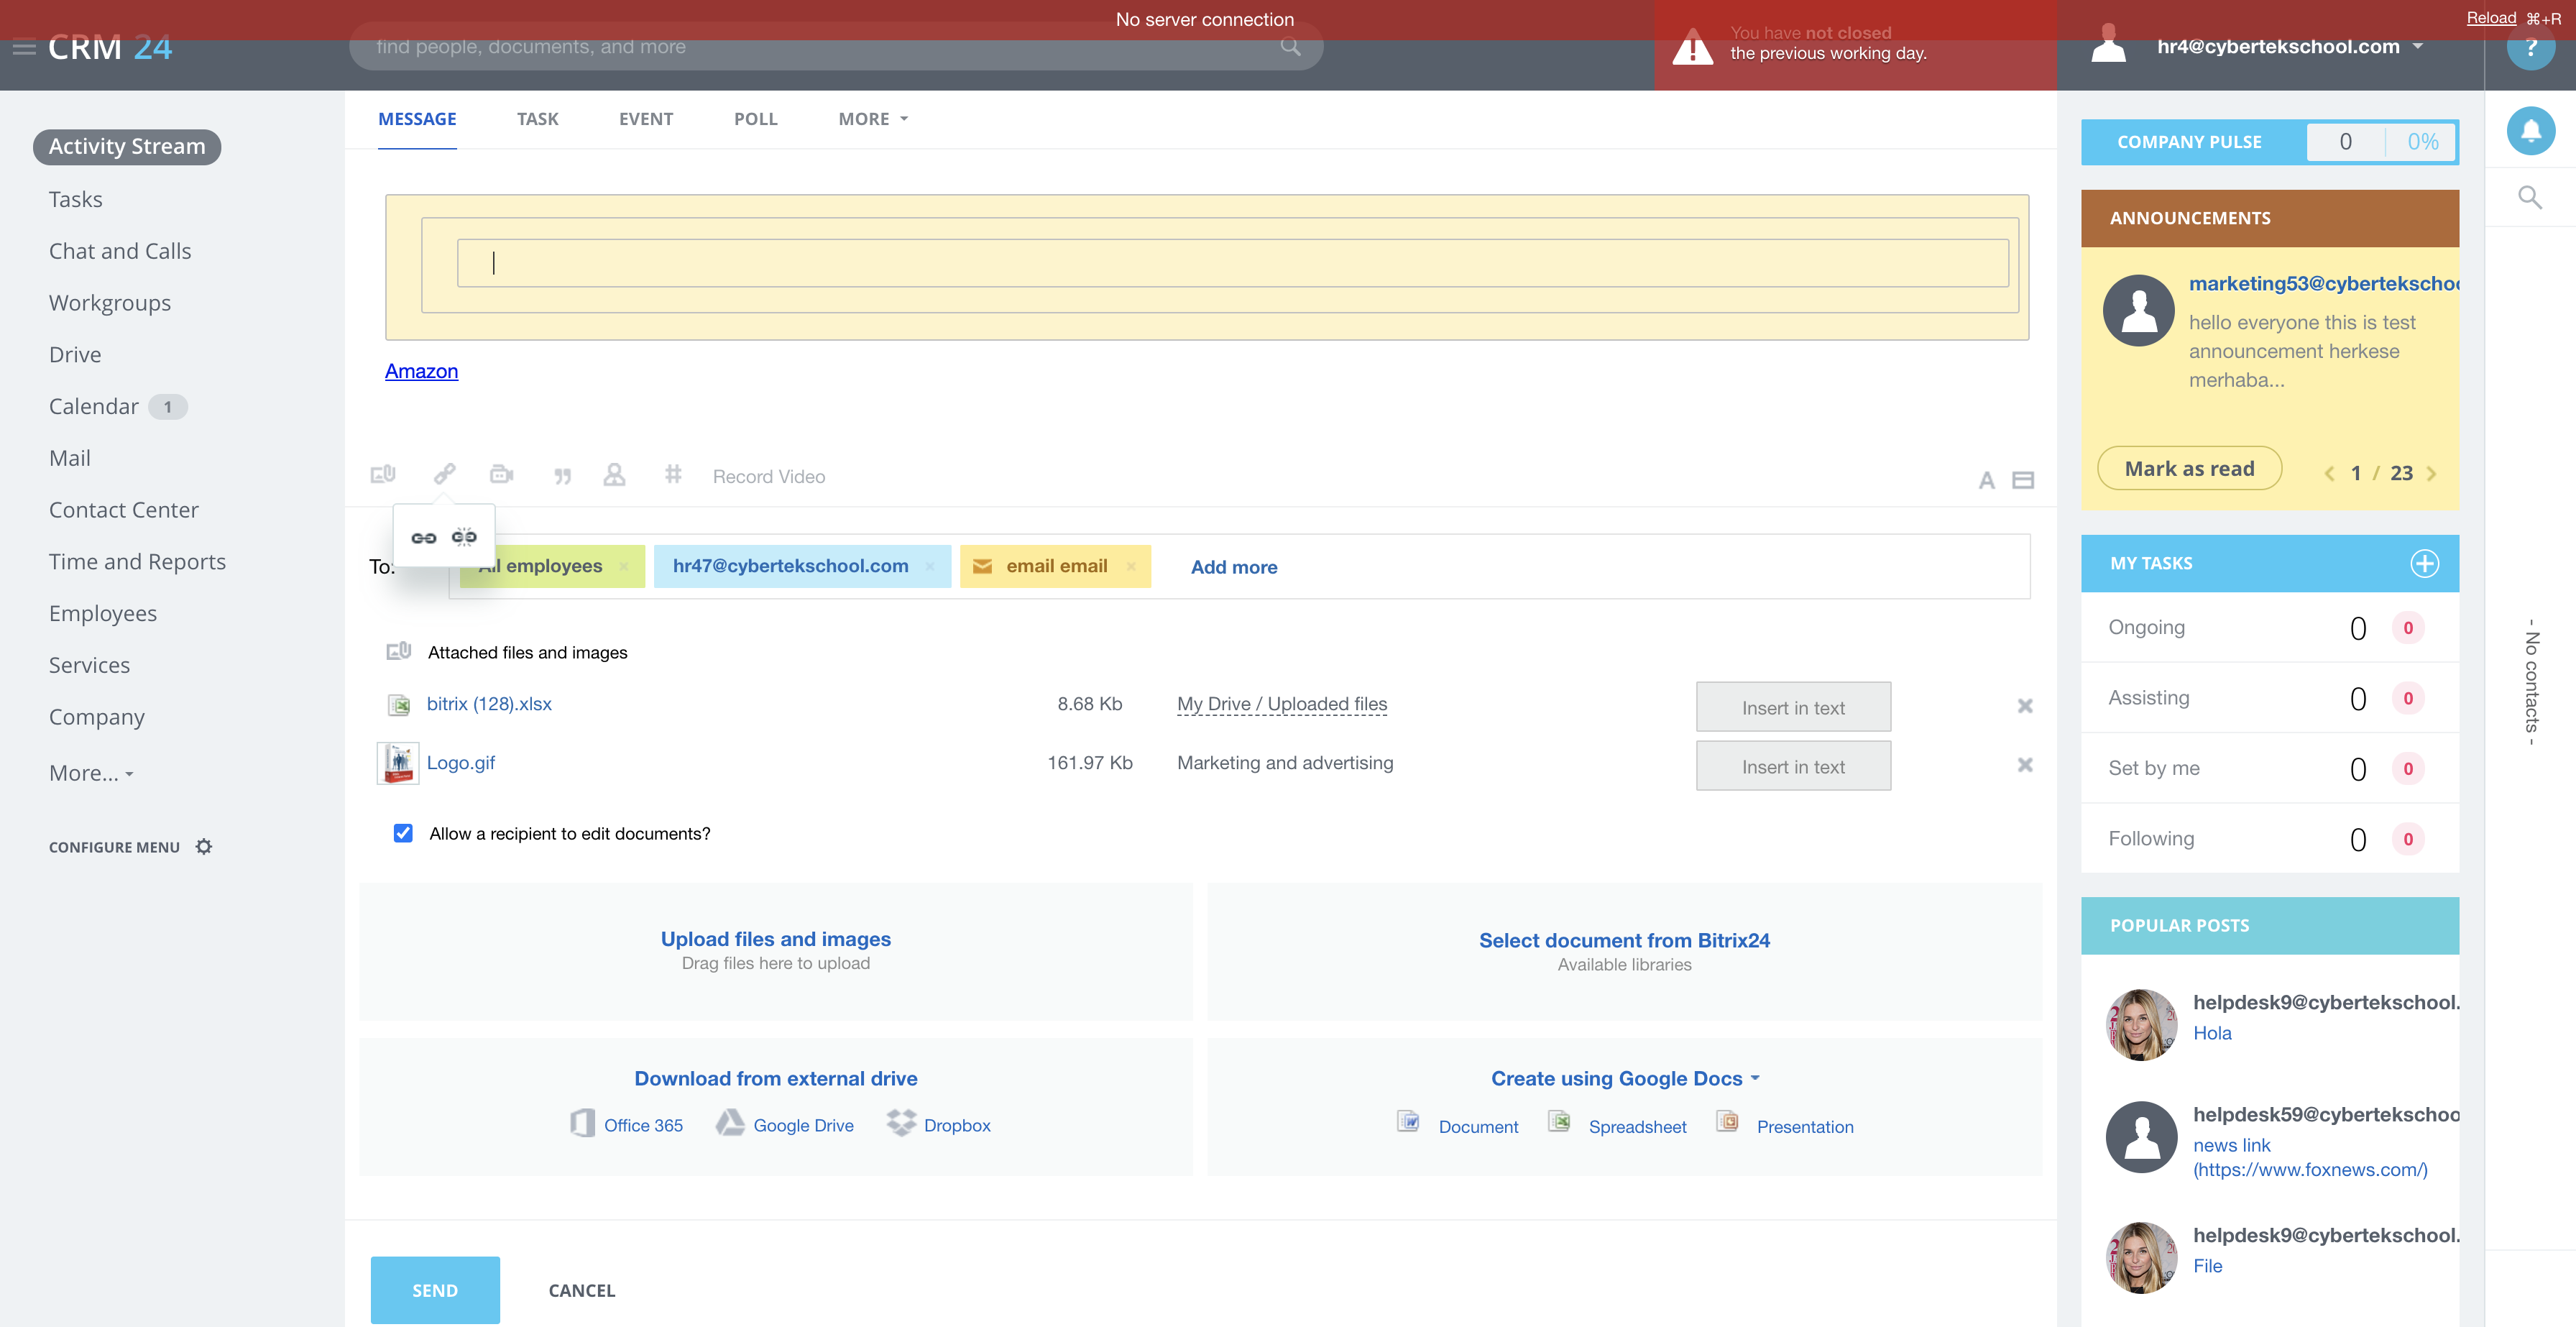 No server connection
Reload ⌘+R
CRM 24
find people, documents, and more
You have not closed
the previous working day.
hr4@cybertekschool.com
?
Activity Stream
Tasks
Chat and Calls
Workgroups
Drive
Calendar 1
Mail
Contact Center
Time and Reports
Employees
Services
Company
More...
CONFIGURE MENU
MESSAGE TASK EVENT POLL MORE
Amazon
Record Video
A
To: All employees hr47@cybertekschool.com email email Add more
Attached files and images
bitrix (128).xlsx 8.68 Kb My Drive / Uploaded files Insert in text
Logo.gif 161.97 Kb Marketing and advertising Insert in text
Allow a recipient to edit documents?
Upload files and images
Drag files here to upload
Select document from Bitrix24
Available libraries
Download from external drive
Office 365 Google Drive Dropbox
Create using Google Docs
Document Spreadsheet Presentation
SEND CANCEL
COMPANY PULSE 0 0%
ANNOUNCEMENTS
marketing53@cybertekschoo
hello everyone this is test
announcement herkese
merhaba...
Mark as read 1 / 23
MY TASKS
Ongoing 0 0
Assisting 0 0
Set by me 0 0
Following 0 0
POPULAR POSTS
helpdesk9@cybertekschool.
Hola
helpdesk59@cybertekschoo
news link
(https://www.foxnews.com/)
helpdesk9@cybertekschool.
File
- No contacts -